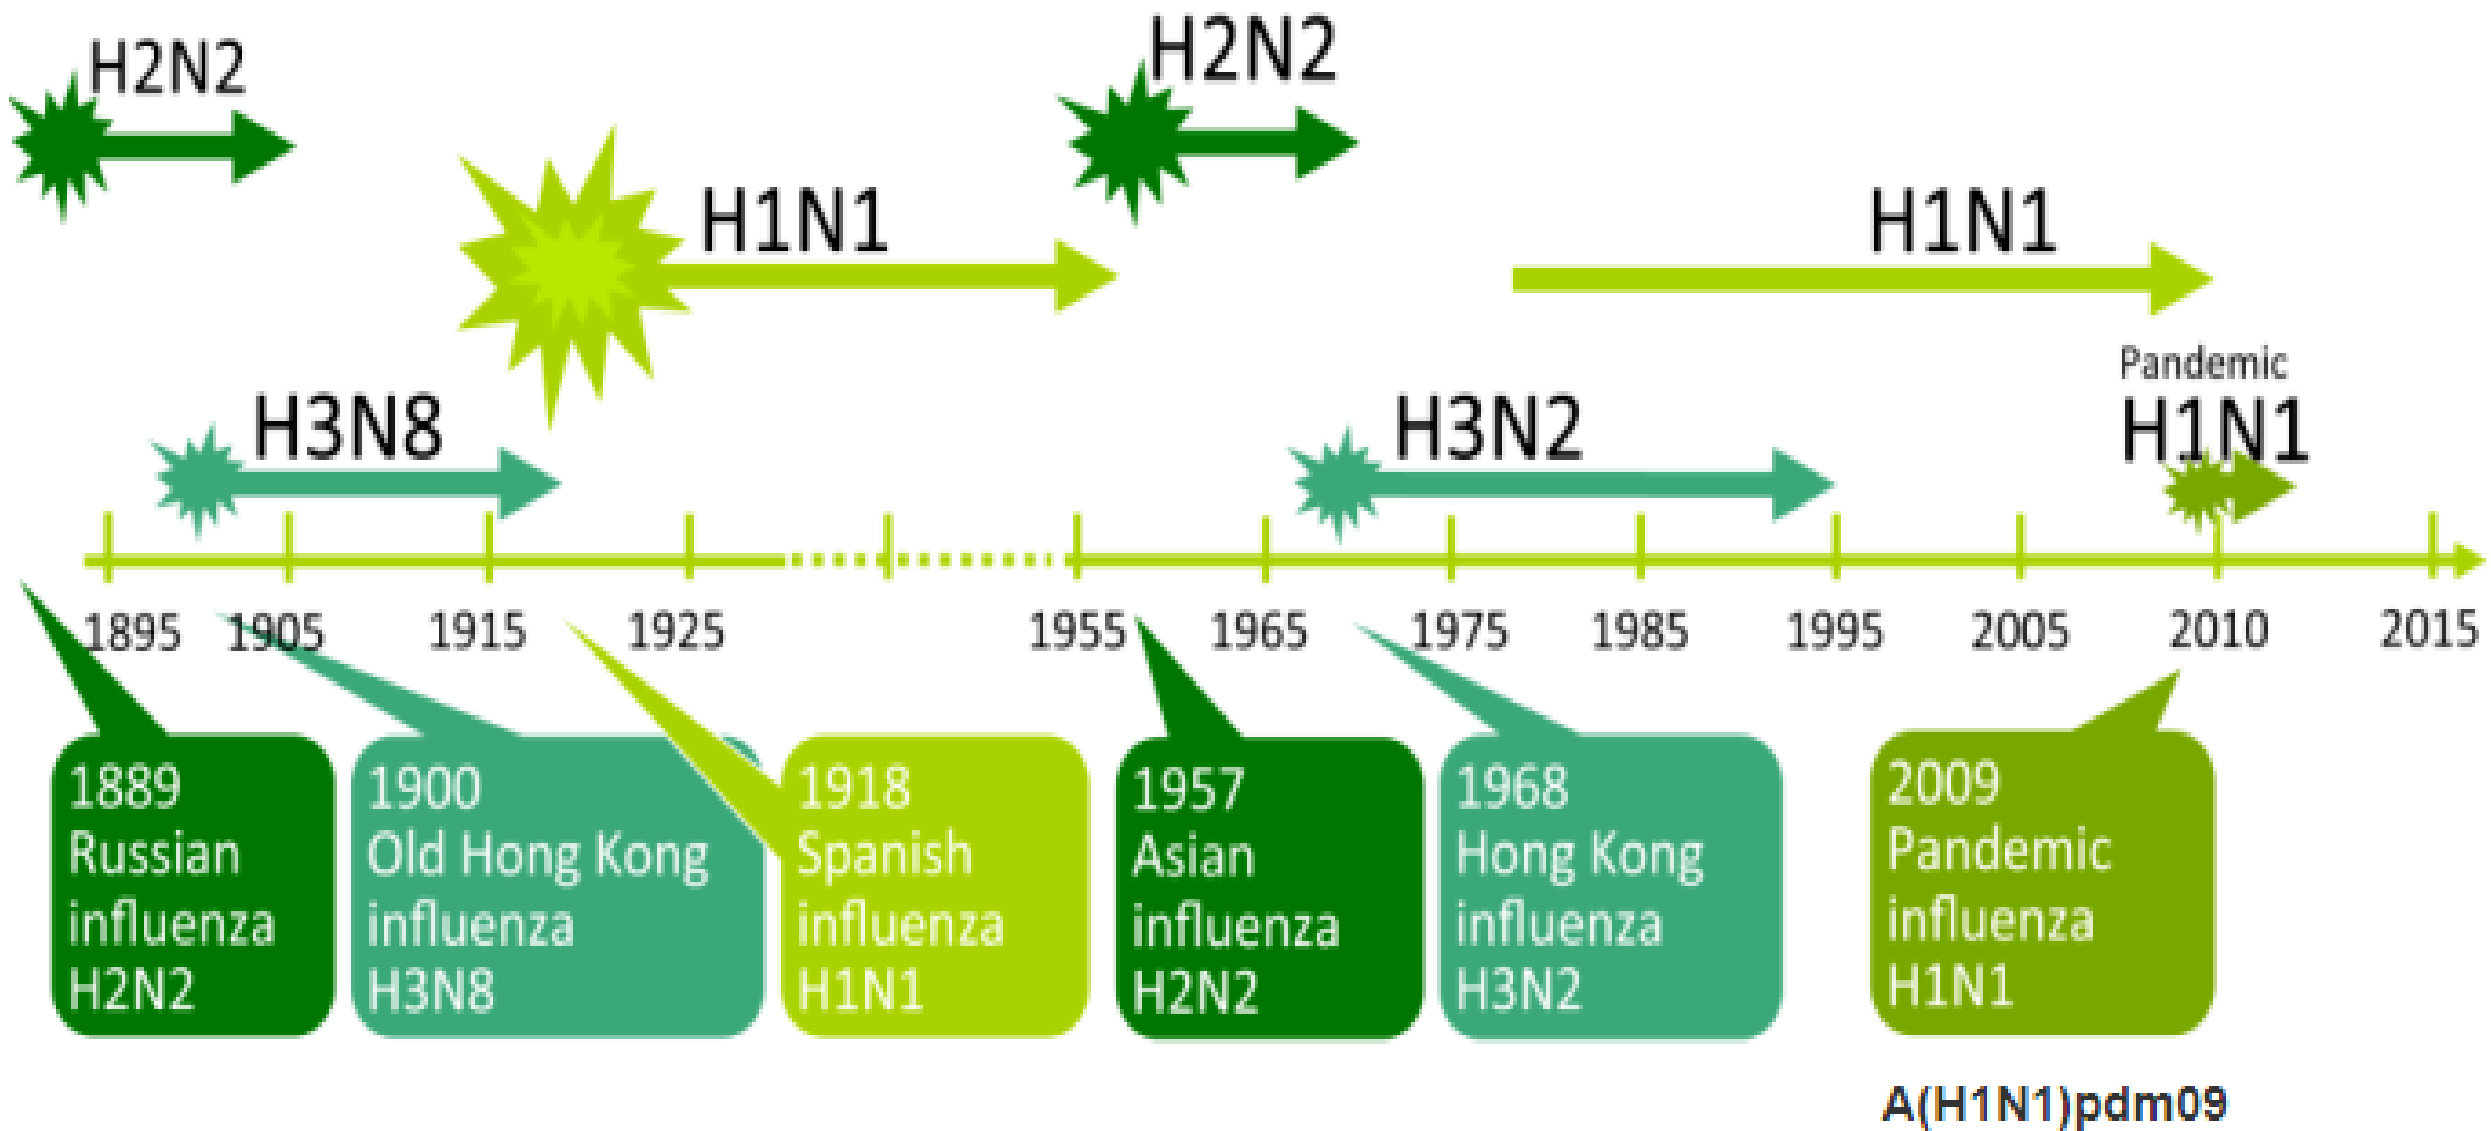 H2N2
H2N2
H1N1
H1N1
Pandemic
H1N1
H3N8
H3N2
1895
1905
1915
1925
1955
1965
1975
1985
1995
2005
2010
2015
1889
Russian
influenza
H2N2
1900
Old Hong Kong
influenza
H3N8
1918
Spanish
influenza
H1N1
1957
Asian
influenza
H2N2
1968
Hong Kong
influenza
H3N2
2009
Pandemic
influenza
H1N1
A(H1N1)pdm09